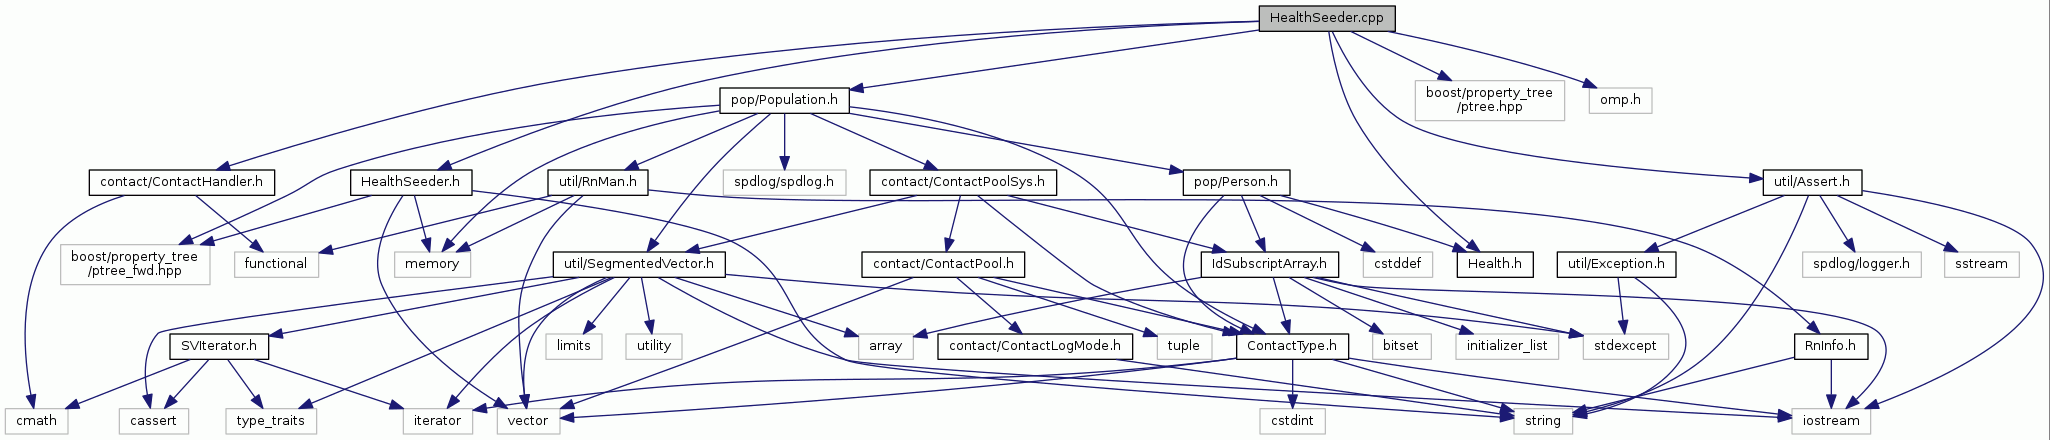 HealthSeeder.cpp
pop/Population.h
boost/property_tree
/ptree.hpp
omp.h
contact/ContactHandler.h
HealthSeeder.h
util/RnMan.h
spdlog/spdlog.h
contact/ContactPoolSys.h
pop/Person.h
util/Assert.h
boost/property_tree
/ptree_fwd.hpp
functional
memory
util/SegmentedVector.h
contact/ContactPool.h
IdSubscriptArray.h
cstddef
Health.h
util/Exception.h
spdlog/logger.h
sstream
SVIterator.h
limits
utility
array
contact/ContactLogMode.h
tuple
ContactType.h
bitset
initializer_list
stdexcept
RnInfo.h
cmath
cassert
type_traits
iterator
vector
cstdint
string
iostream